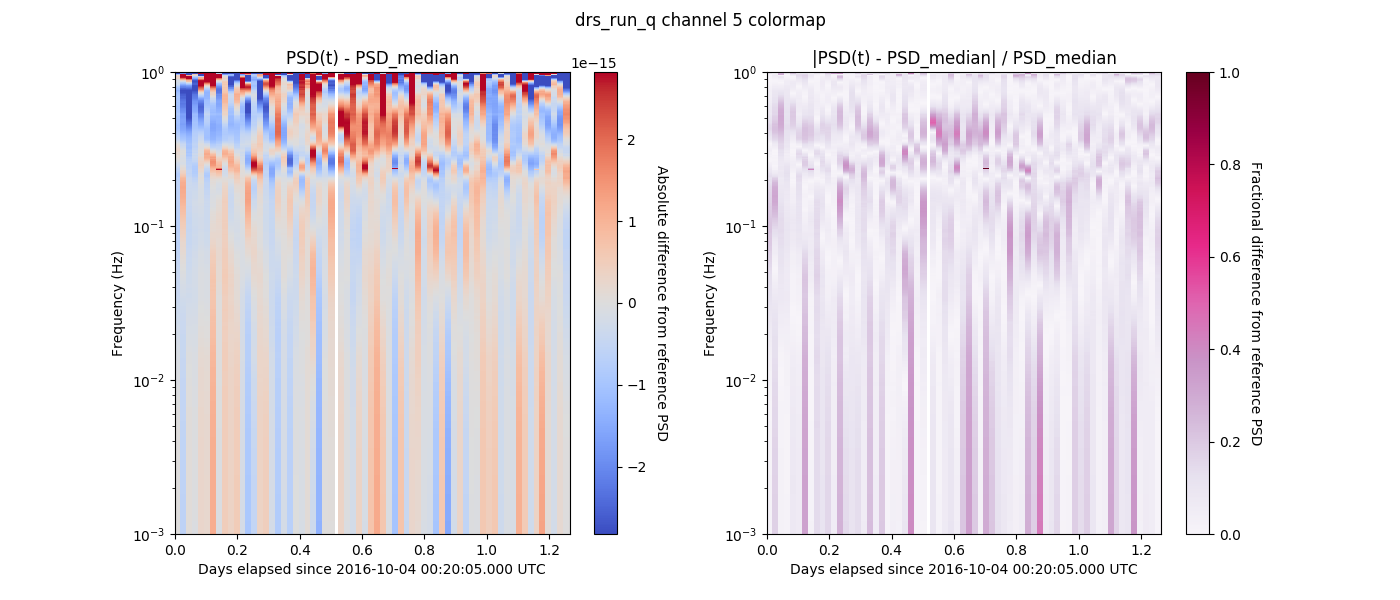 drs_run_q channel 5 colormap
PSD(t) - PSD_median
1e−15
10⁰
10⁻¹
10⁻²
10⁻³
Frequency (Hz)
0.0 0.2 0.4 0.6 0.8 1.0 1.2
Days elapsed since 2016-10-04 00:20:05.000 UTC
2
1
0
−1
−2
Absolute difference from reference PSD
|PSD(t) - PSD_median| / PSD_median
10⁰
10⁻¹
10⁻²
10⁻³
Frequency (Hz)
0.0 0.2 0.4 0.6 0.8 1.0 1.2
Days elapsed since 2016-10-04 00:20:05.000 UTC
1.0
0.8
0.6
0.4
0.2
0.0
Fractional difference from reference PSD